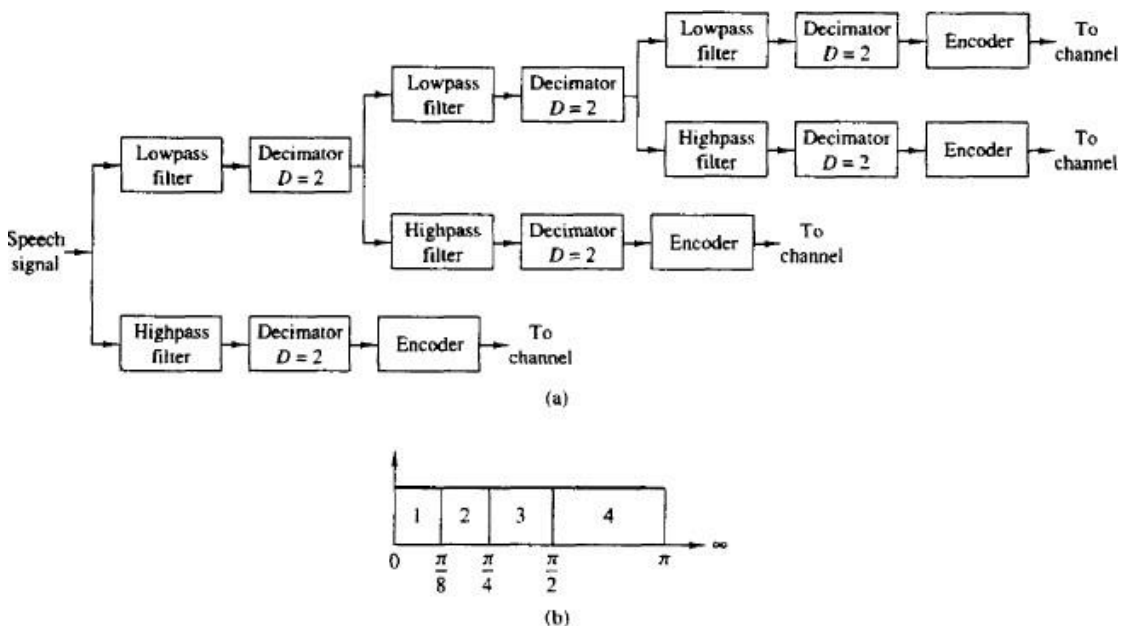 Lowpass
filter
Decimator
D = 2
Encoder
To
channel
Lowpass
filter
Decimator
D = 2
Highpass
filter
Decimator
D = 2
Encoder
To
channel
Lowpass
filter
Decimator
D = 2
Highpass
filter
Decimator
D = 2
Encoder
To
channel
Speech
signal
Highpass
filter
Decimator
D = 2
Encoder
To
channel
(a)
1 2 3 4
0 π/8 π/4 π/2 π ∞
(b)